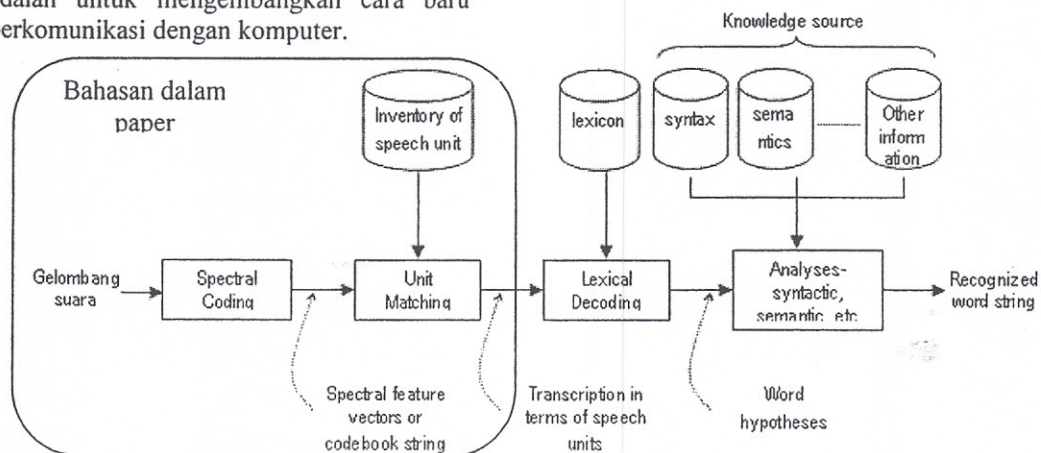 untuk mengembangkan cara baru
berkomunikasi dengan komputer.
Knowledge source
Bahasan dalam
paper
Inventory of
speech unit
lexicon
syntax
sema
ntics
Other
inform
ation
Gelombang
suara
Spectral
Coding
Unit
Matching
Lexical
Decoding
Analyses-
syntactic,
semantic, etc
Recognized
word string
Spectral feature
vectors or
codebook string
Transcription in
terms of speech
units
Word
hypotheses